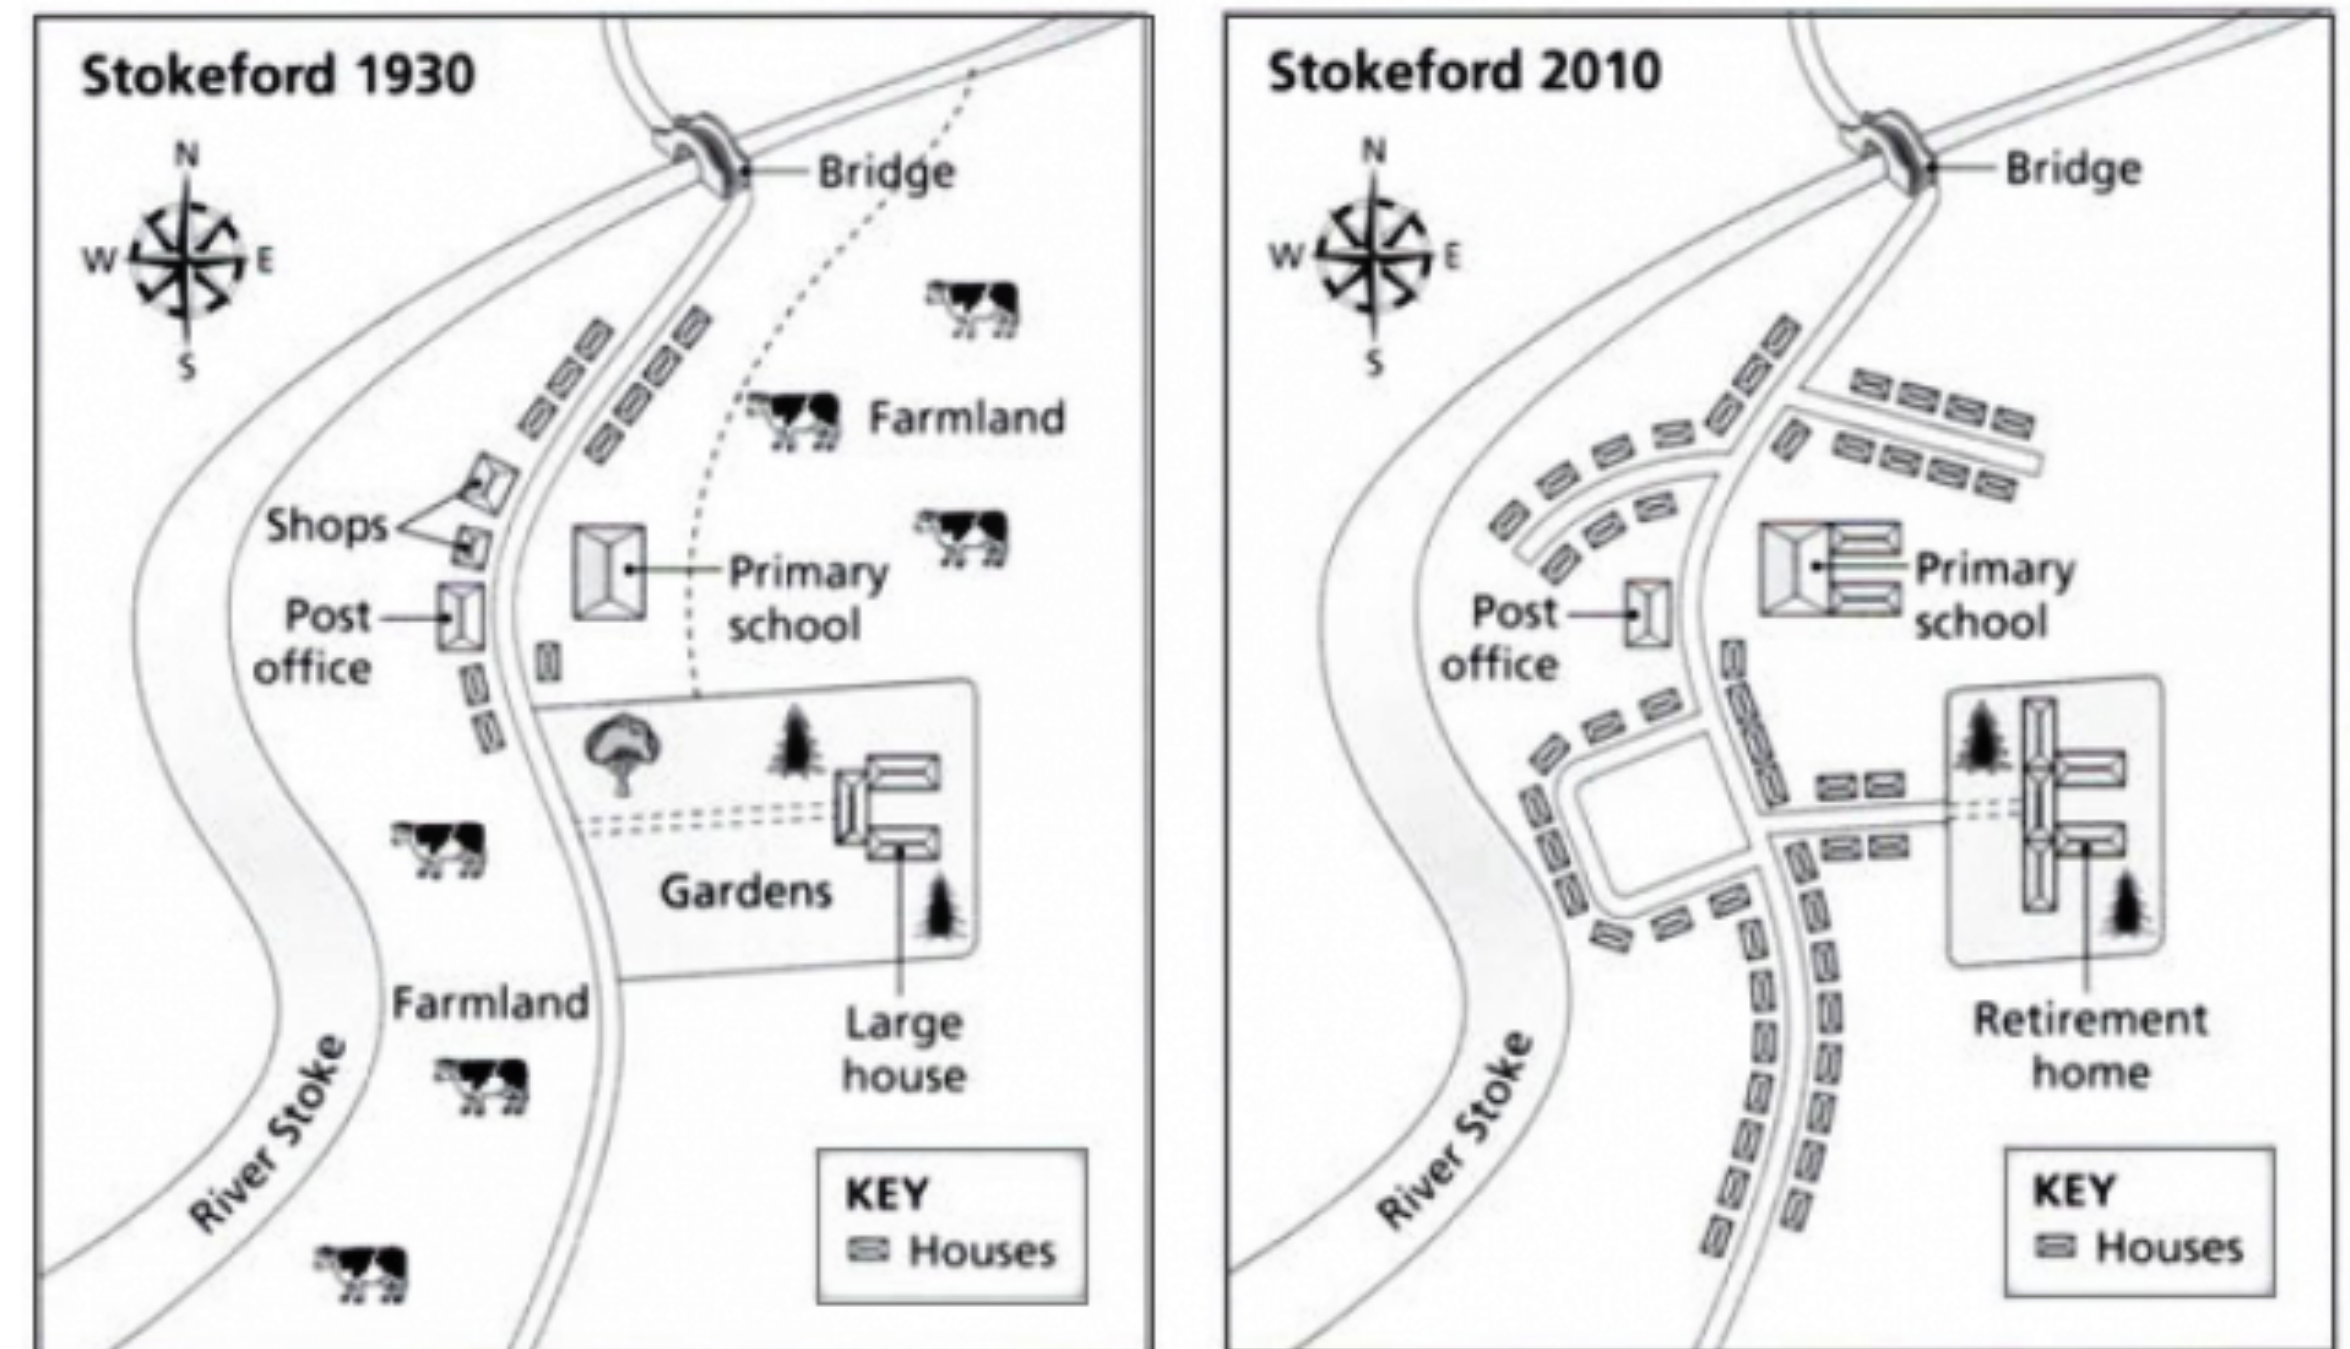 Stokeford 1930
N
W
E
S
Bridge
Farmland
Shops
Primary
school
Post
office
Gardens
Farmland
Large
house
River Stoke
KEY
Houses
Stokeford 2010
N
W
E
S
Bridge
Post
office
Primary
school
Retirement
home
River Stoke
KEY
Houses